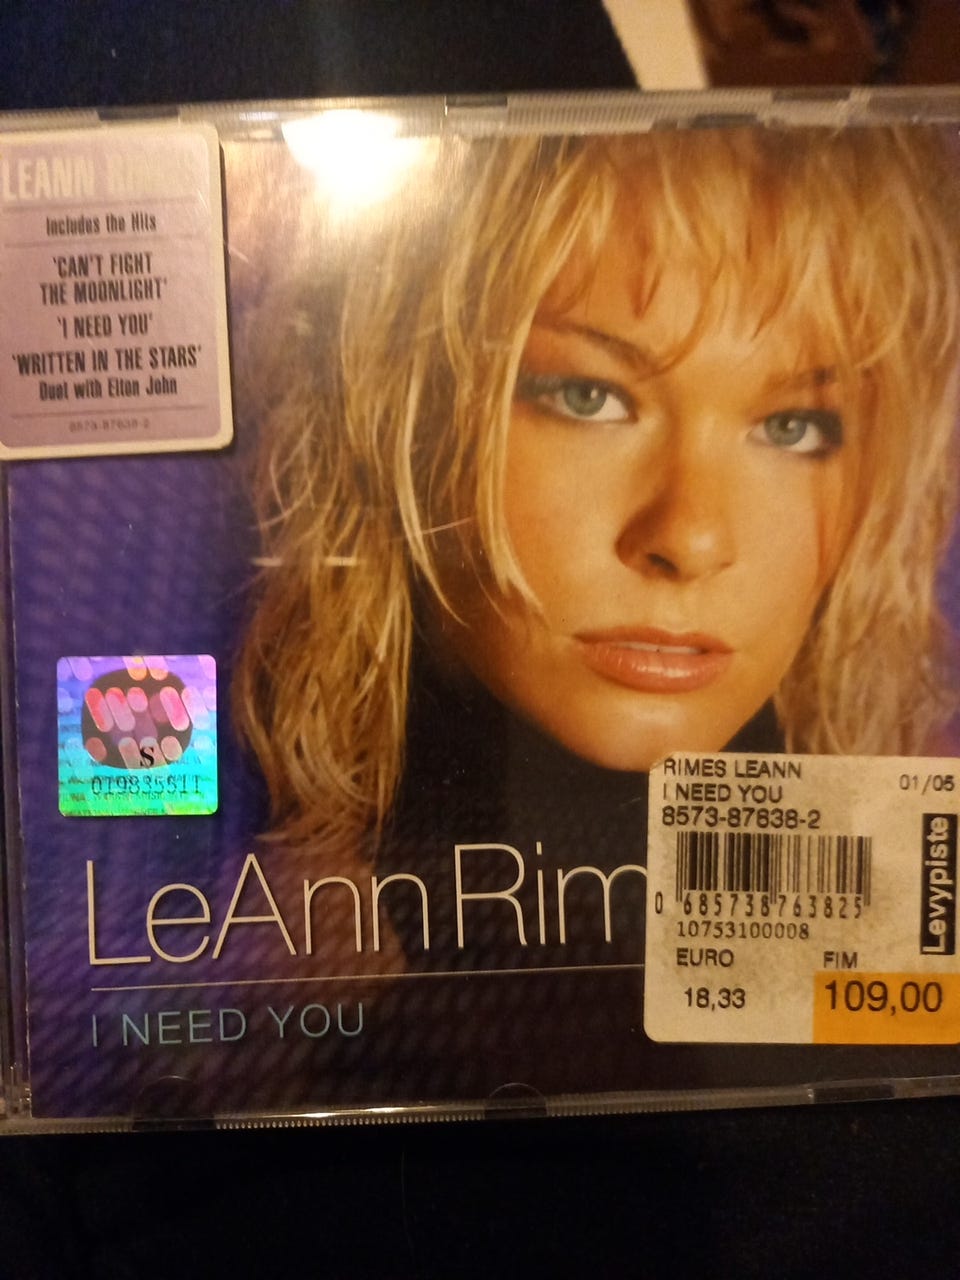 LEANN RIMES
Includes the Hits
'CAN'T FIGHT
THE MOONLIGHT'
'I NEED YOU'
'WRITTEN IN THE STARS'
Duet with Elton John
8573-87638-2
S
019835511
LeAnn Rim
I NEED YOU
RIMES LEANN
01/05
I NEED YOU
8573-87638-2
0 685738 763825
10753100008
EURO FIM
18,33 109,00
Levypiste